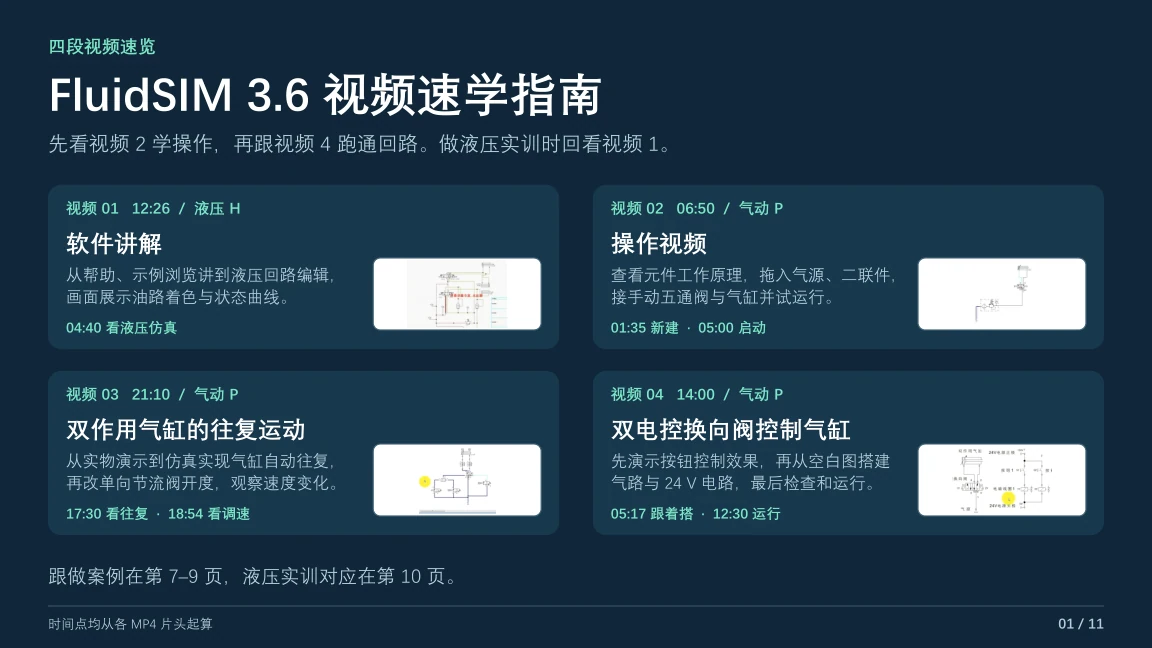 四段视频速览
FluidSIM 3.6 视频速学指南
先看视频 2 学操作，再跟视频 4 跑通回路。做液压实训时回看视频 1。
视频 01 12:26 / 液压 H
软件讲解
从帮助、示例浏览讲到液压回路编辑，
画面展示油路着色与状态曲线。
04:40 看液压仿真
视频 02 06:50 / 气动 P
操作视频
查看元件工作原理，拖入气源、二联件，
接手动五通阀与气缸并试运行。
01:35 新建 · 05:00 启动
视频 03 21:10 / 气动 P
双作用气缸的往复运动
从实物演示到仿真实现气缸自动往复，
再改单向节流阀开度，观察速度变化。
17:30 看往复 · 18:54 看调速
视频 04 14:00 / 气动 P
双电控换向阀控制气缸
先演示按钮控制效果，再从空白图搭建
气路与 24 V 电路，最后检查和运行。
05:17 跟着搭 · 12:30 运行
跟做案例在第 7–9 页，液压实训对应在第 10 页。
时间点均从各 MP4 片头起算
01 / 11